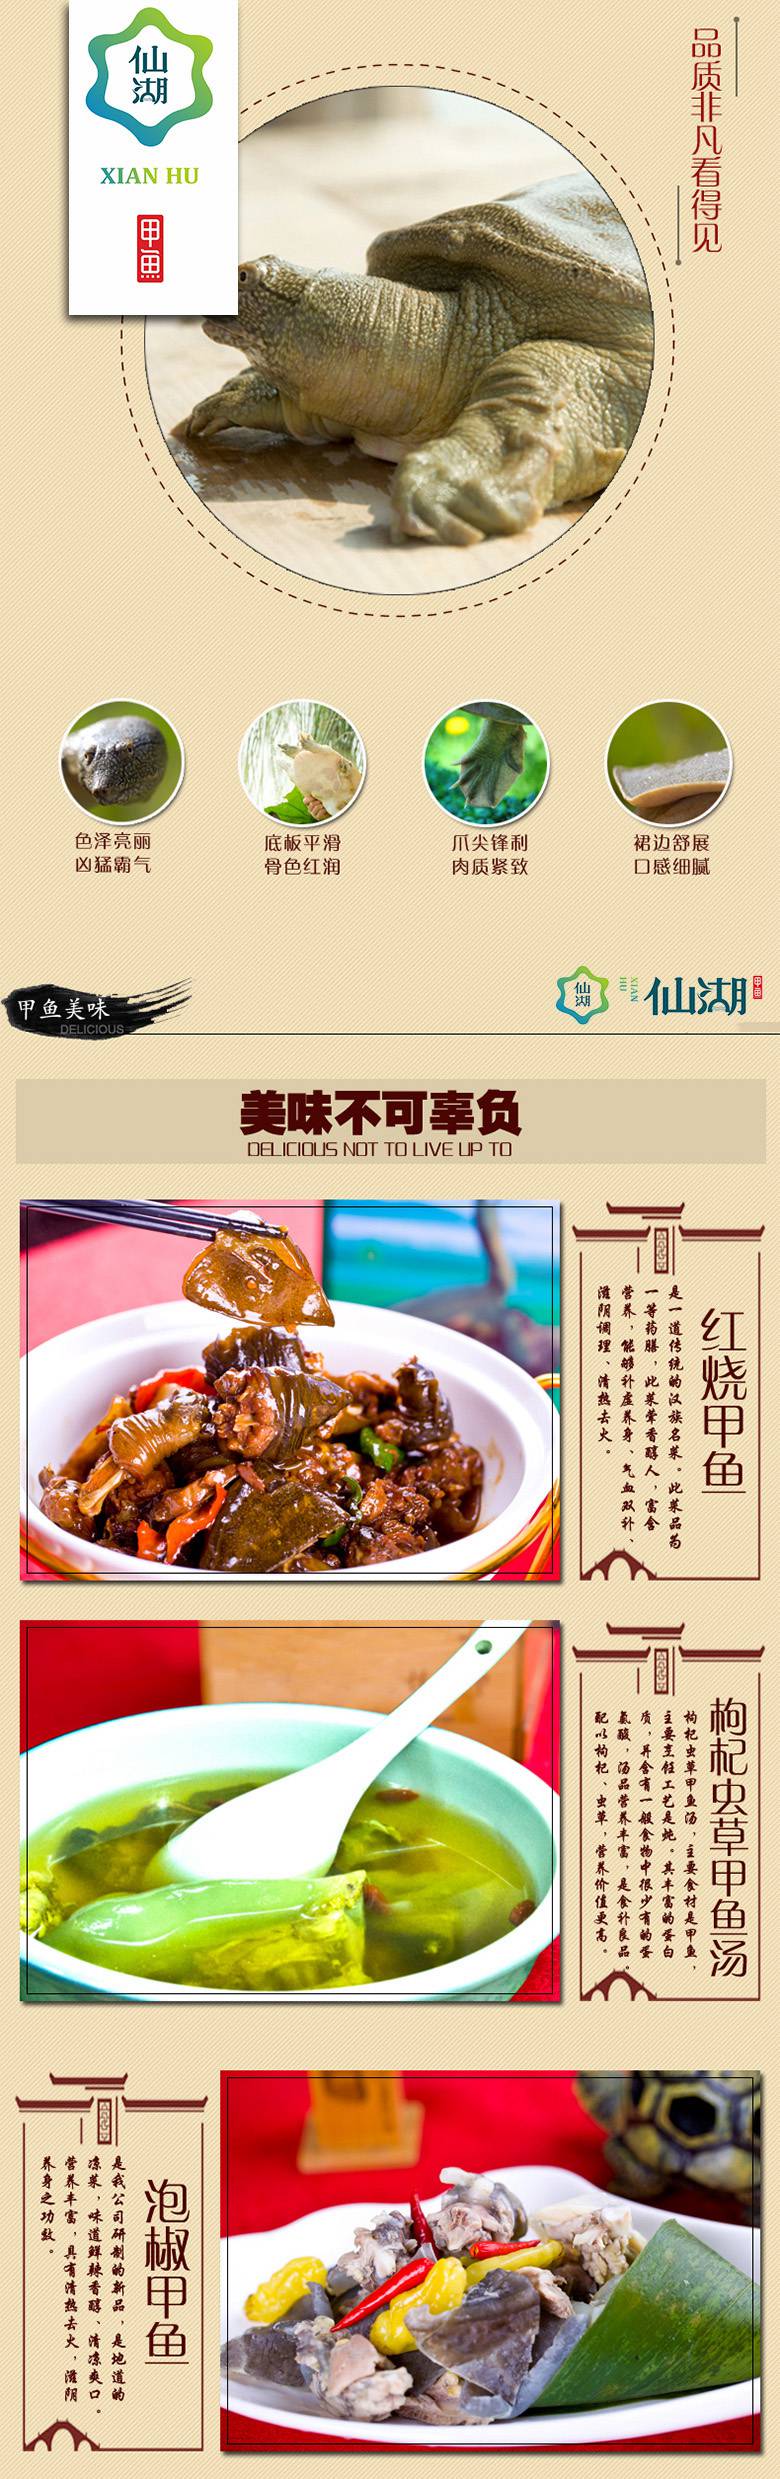 仙
湖
XIAN HU
甲鱼
品质非凡看得见
色泽亮丽
凶猛霸气
底板平滑
骨色红润
爪尖锋利
肉质紧致
裙边舒展
口感细腻
甲鱼美味
DELICIOUS
仙湖
XIAN
HU
仙湖
甲鱼
美味不可辜负
DELICIOUS NOT TO LIVE UP TO
红烧甲鱼
是一道传统的汉族名菜。此菜品为
一等药膳，此菜荤香醇人，富含
营养，能够补虚养身、气血双补、
滋阴调理、清热去火。
枸杞虫草甲鱼汤
枸杞虫草甲鱼汤，主要食材是甲鱼，
主要烹饪工艺是炖。其丰富的蛋白
质，并含有一般食物中很少有的蛋
氨酸，汤品营养丰富，是食补良品。
配以枸杞、虫草，营养价值更高。
泡椒甲鱼
是我公司研制的新品，是地道的
凉菜，味道鲜辣香醇、清凉爽口。
营养丰富，具有清热去火，滋阴
养身之功效。